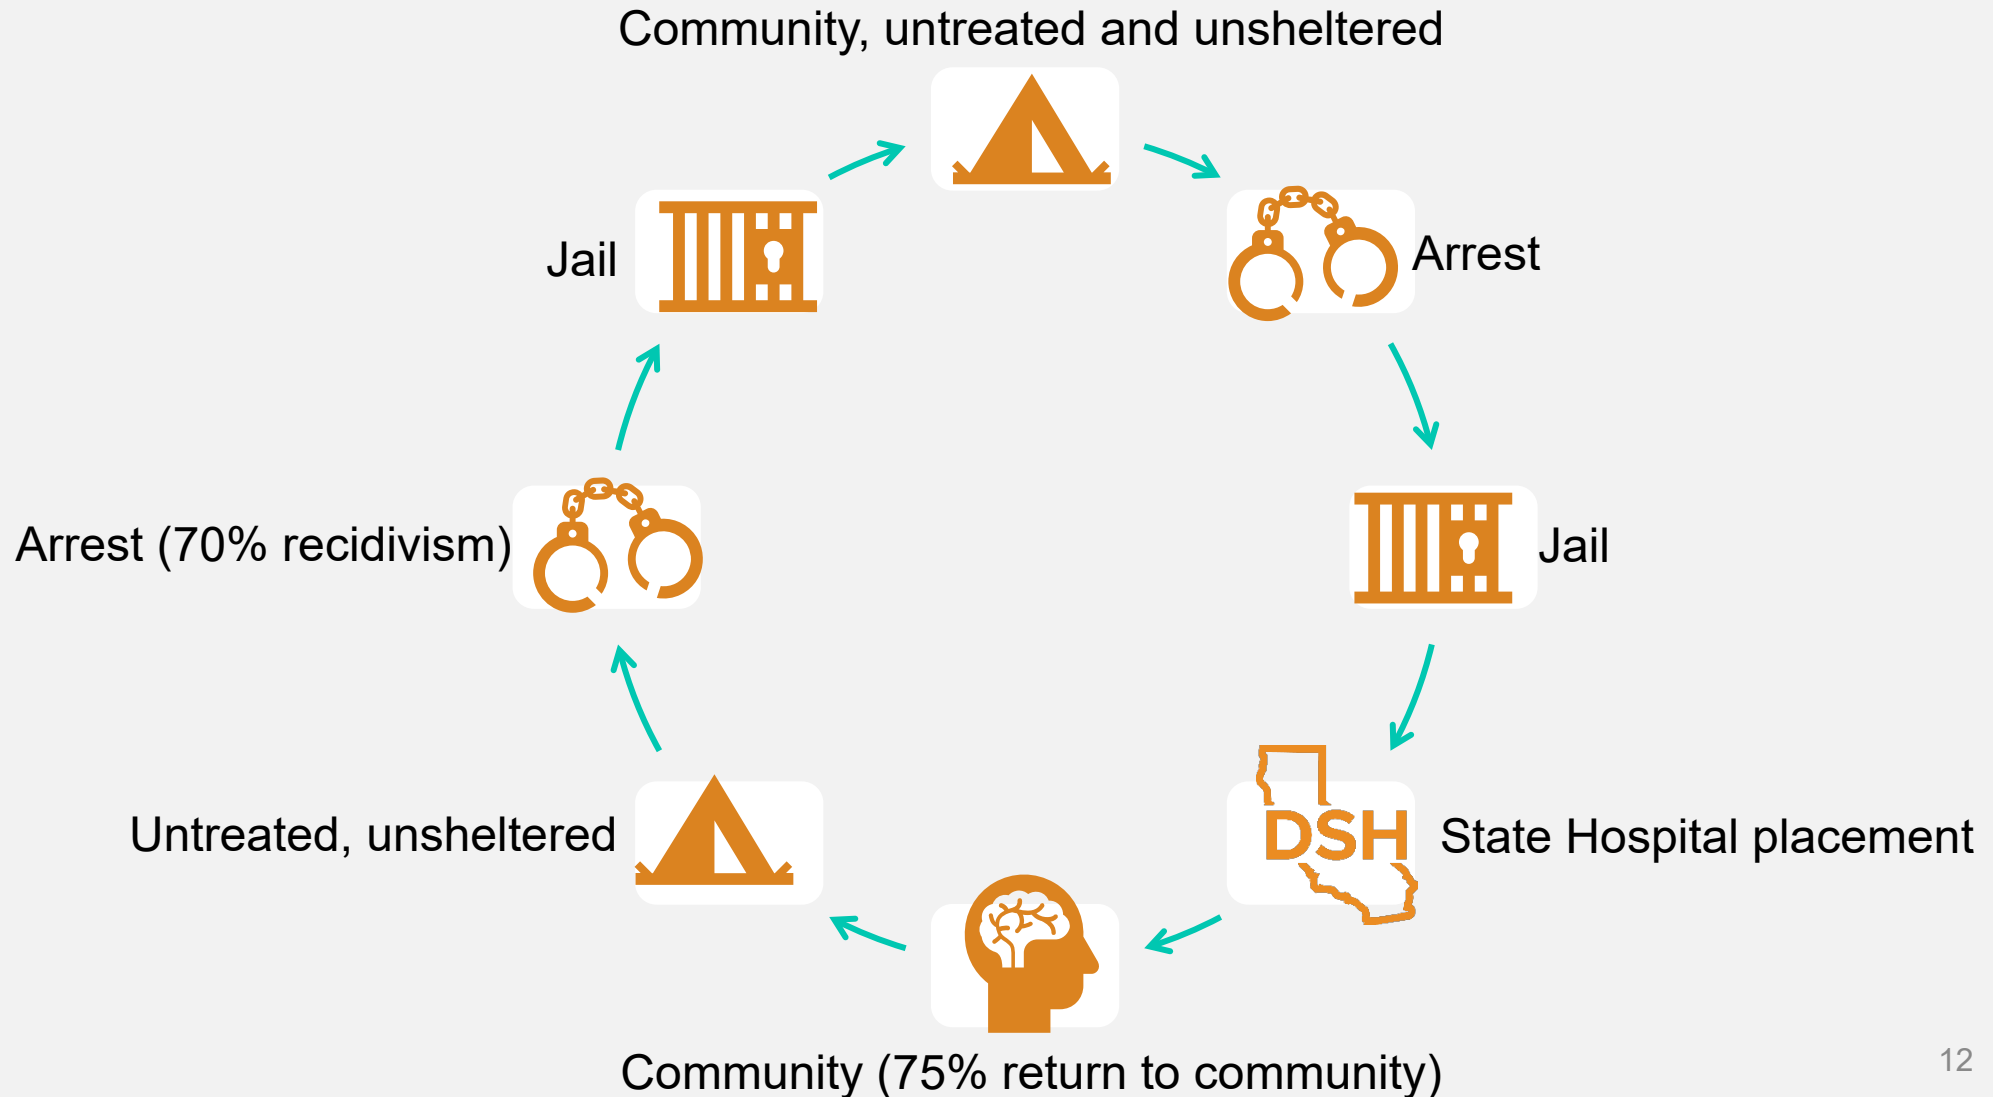 Community, untreated and unsheltered
Arrest
Jail
DSH
State Hospital placement
Community (75% return to community)
Untreated, unsheltered
Arrest (70% recidivism)
Jail
12